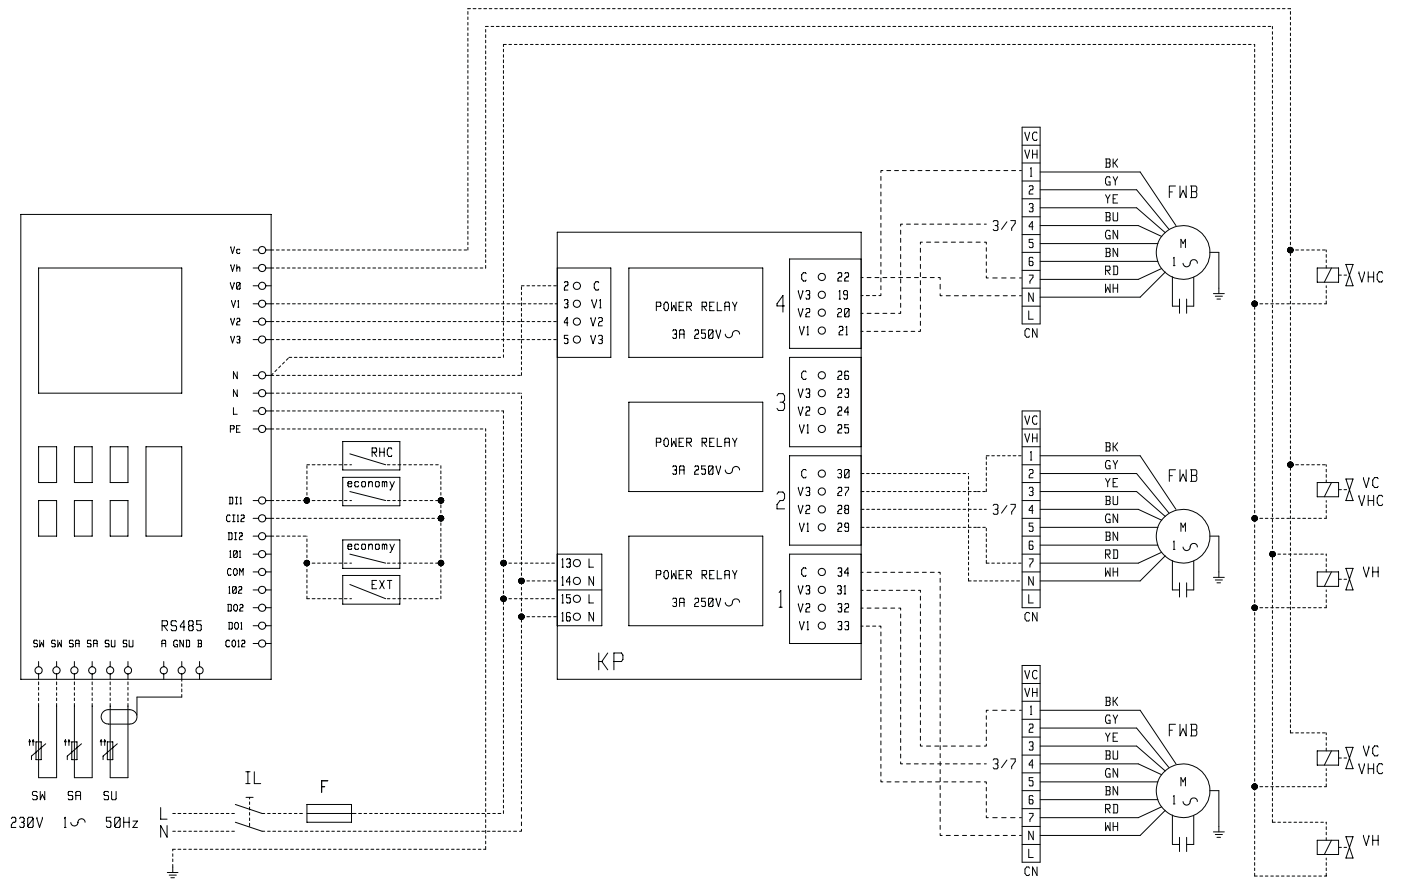 Vc
Vh
V0
V1
V2
V3
N
N
L
PE
DI1
CI12
DI2
IO1
COM
IO2
DO2
DO1
CO12
RS485
SW SW SA SA SU SU A GND B
SW SA SU
230V 1 50Hz
RHC
economy
economy
EXT
IL
F
L
N
2 C
3 V1
4 V2
5 V3
13 L
14 N
15 L
16 N
POWER RELAY
3A 250V
POWER RELAY
3A 250V
POWER RELAY
3A 250V
KP
4
C 22
V3 19
V2 20
V1 21
3
C 26
V3 23
V2 24
V1 25
2
C 30
V3 27
V2 28
V1 29
1
C 34
V3 31
V2 32
V1 33
VC
VH
1 BK
2 GY
3 YE
3/7 4 BU
5 GN
6 BN
7 RD
N WH
L
CN
FWB
M
1
VC
VH
1 BK
2 GY
3 YE
3/7 4 BU
5 GN
6 BN
7 RD
N WH
L
CN
FWB
M
1
VC
VH
1 BK
2 GY
3 YE
3/7 4 BU
5 GN
6 BN
7 RD
N WH
L
CN
FWB
M
1
VHC
VC
VHC
VH
VC
VHC
VH